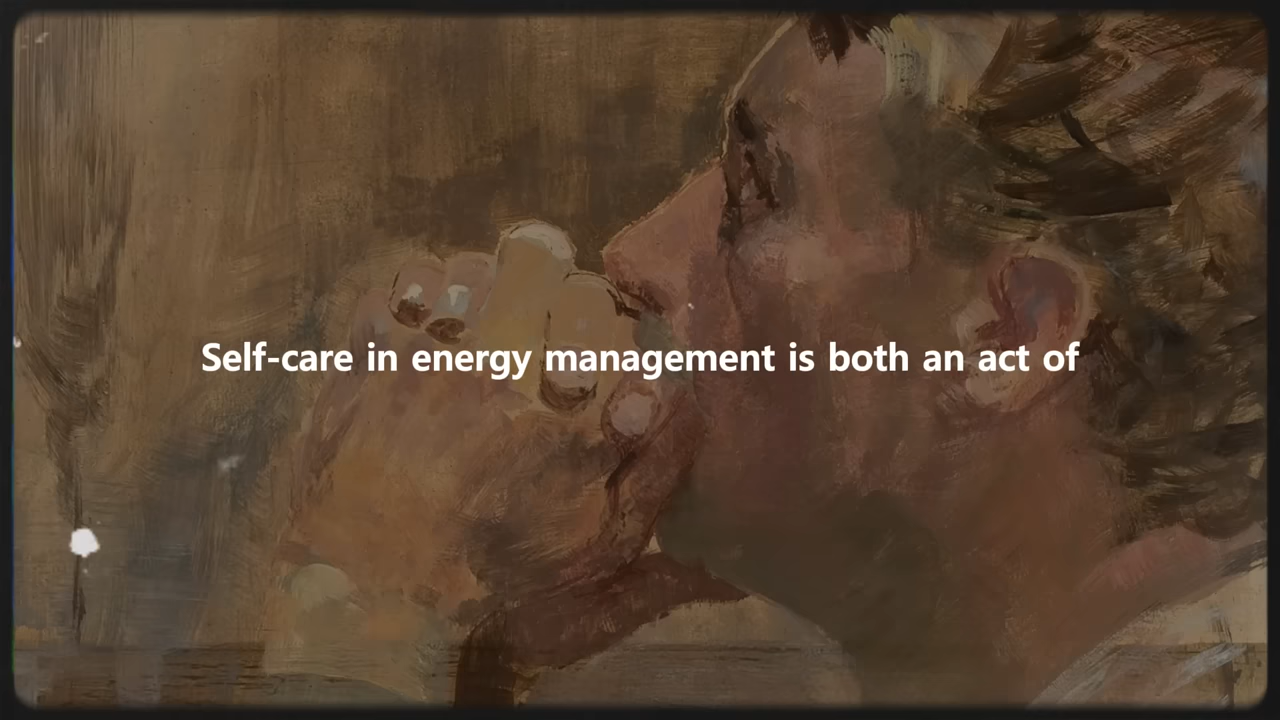 Self-care in energy management is both an act of